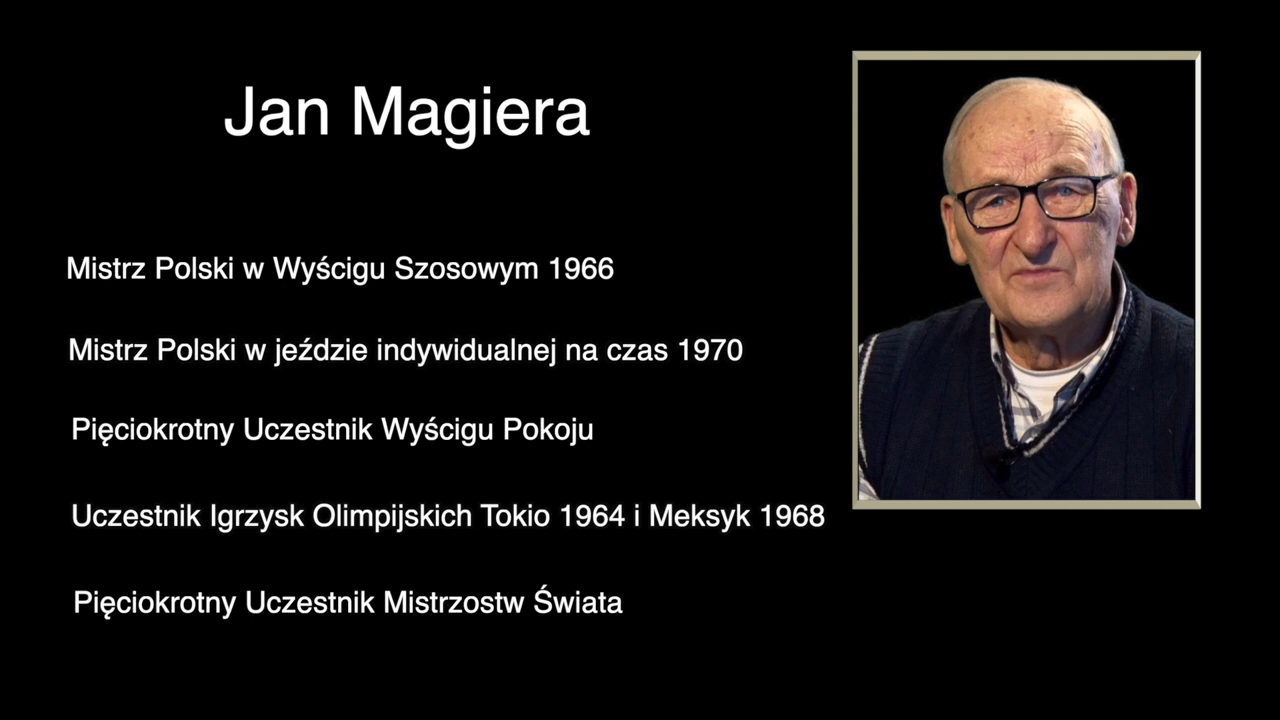 Jan Magiera
Mistrz Polski w Wyścigu Szosowym 1966
Mistrz Polski w jeździe indywidualnej na czas 1970
Pięciokrotny Uczestnik Wyścigu Pokoju
Uczestnik Igrzysk Olimpijskich Tokio 1964 i Meksyk 1968
Pięciokrotny Uczestnik Mistrzostw Świata